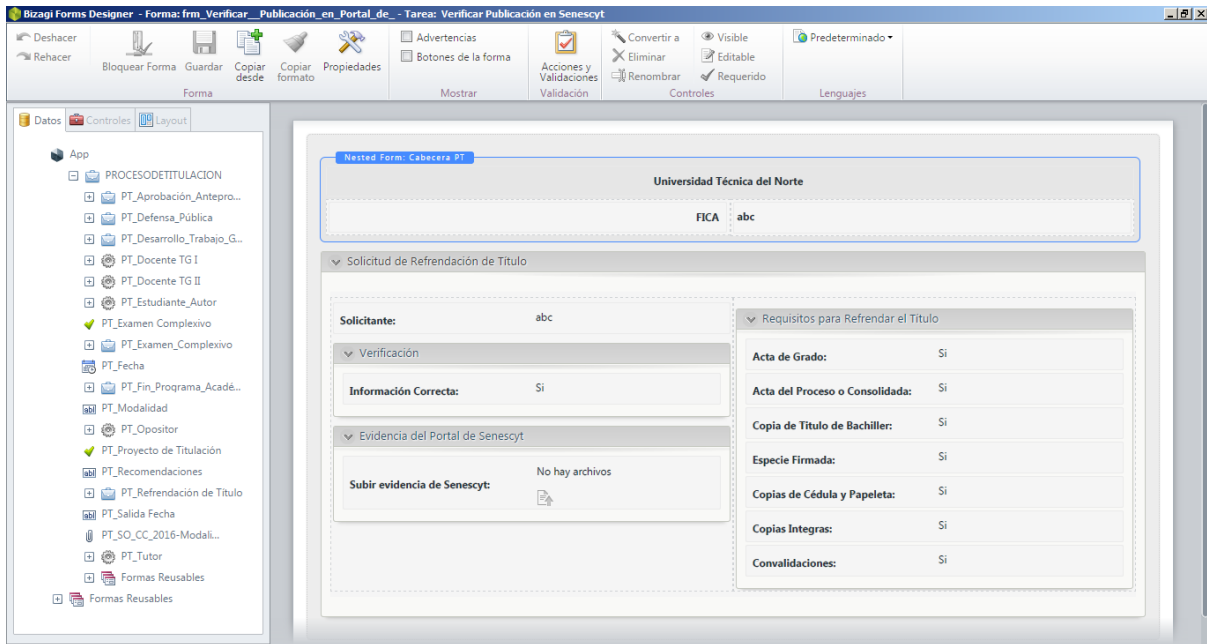 Bizagi Forms Designer - Forma: frm_Verificar__Publicación_en_Portal_de_ - Tarea: Verificar Publicación en Senescyt
Deshacer
Rehacer
Bloquear Forma
Guardar
Copiar desde
Copiar formato
Propiedades
Forma
Advertencias
Botones de la forma
Mostrar
Acciones y Validaciones
Validación
Convertir a
Eliminar
Renombrar
Visible
Editable
Requerido
Controles
Predeterminado
Lenguajes
Datos
Controles
Layout
App
PROCESODETITULACION
PT_Aprobación_Antepro...
PT_Defensa_Pública
PT_Desarrollo_Trabajo_G...
PT_Docente TG I
PT_Docente TG II
PT_Estudiante_Autor
PT_Examen Complexivo
PT_Examen_Complexivo
PT_Fecha
PT_Fin_Programa_Acadé...
PT_Modalidad
PT_Opositor
PT_Proyecto de Titulación
PT_Recomendaciones
PT_Refrendación de Título
PT_Salida Fecha
PT_SO_CC_2016-Modali...
PT_Tutor
Formas Reusables
Formas Reusables
Nested Form: Cabecera PT
Universidad Técnica del Norte
FICA abc
Solicitud de Refrendación de Título
Solicitante: abc
Verificación
Información Correcta: Si
Evidencia del Portal de Senescyt
Subir evidencia de Senescyt: No hay archivos
Requisitos para Refrendar el Título
Acta de Grado: Si
Acta del Proceso o Consolidada: Si
Copia de Título de Bachiller: Si
Especie Firmada: Si
Copias de Cédula y Papeleta: Si
Copias Integras: Si
Convalidaciones: Si